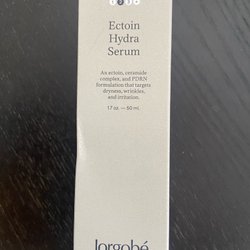 Ectoin
Hydra
Serum
An ectoin, ceramide
complex, and PDRN
formulation that targets
dryness, wrinkles,
and irritation.
1.7 oz. — 50 ml.
Jorgobé